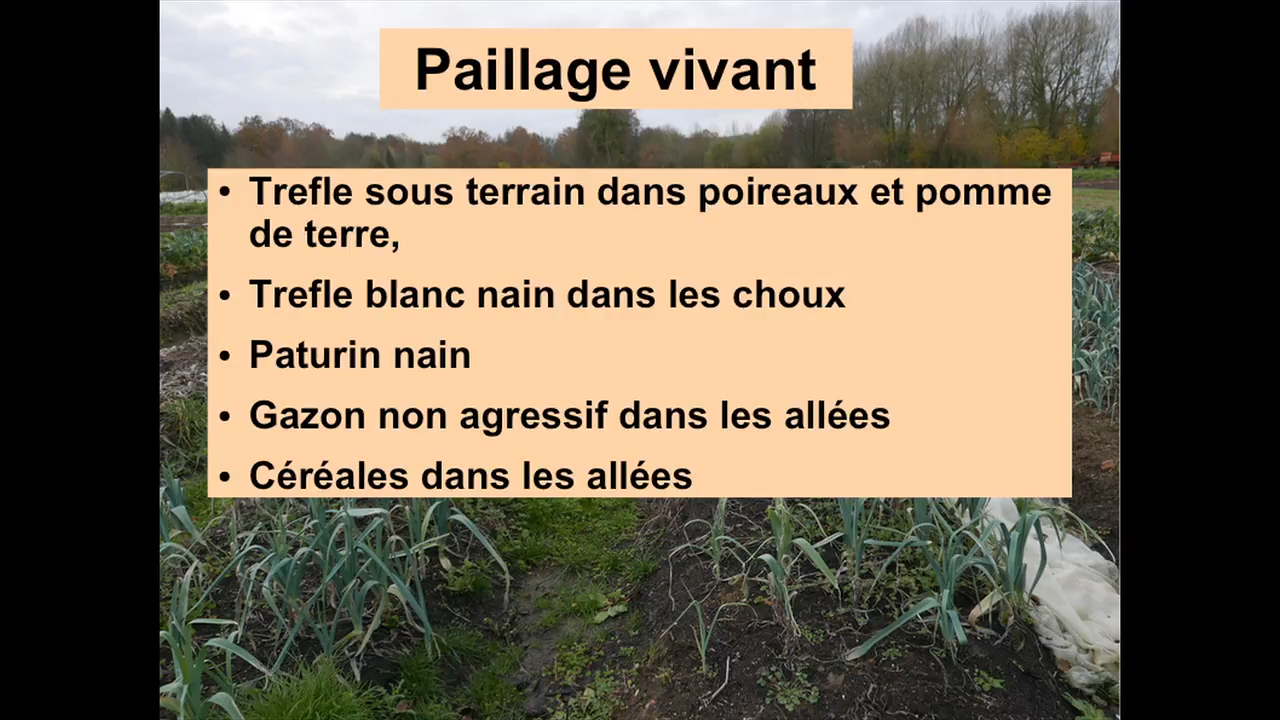 Paillage vivant
• Trefle sous terrain dans poireaux et pomme
de terre,
• Trefle blanc nain dans les choux
• Paturin nain
• Gazon non agressif dans les allées
• Céréales dans les allées